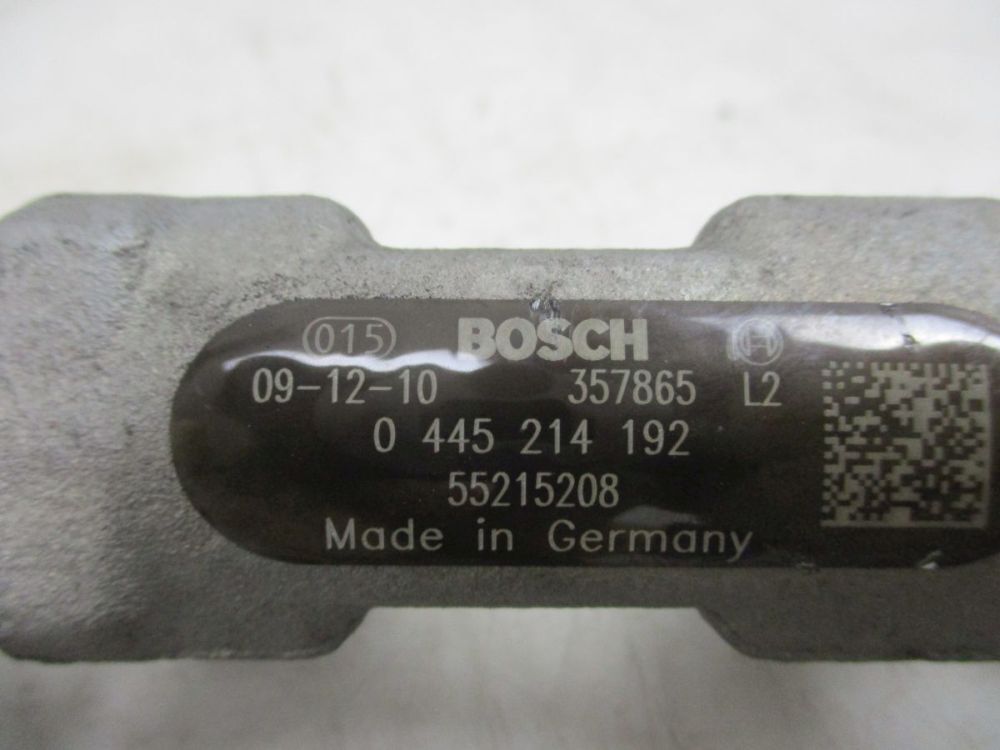 015 BOSCH H
09-12-10 357865 L2
0 445 214 192
55215208
Made in Germany